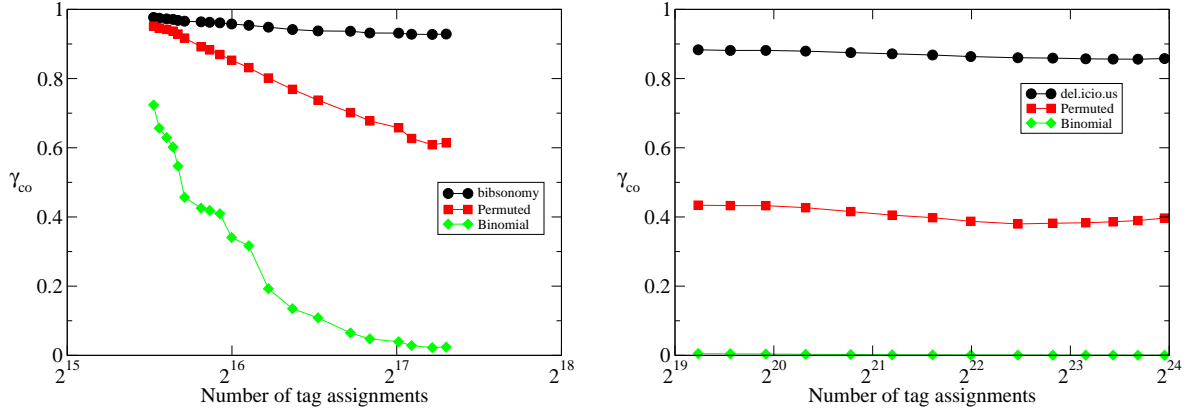 1
0.8
0.6
γco
0.4
0.2
0
2^15
2^16
2^17
2^18
Number of tag assignments
bibsonomy
Permuted
Binomial
1
0.8
0.6
γco
0.4
0.2
0
2^19
2^20
2^21
2^22
2^23
2^24
Number of tag assignments
del.icio.us
Permuted
Binomial